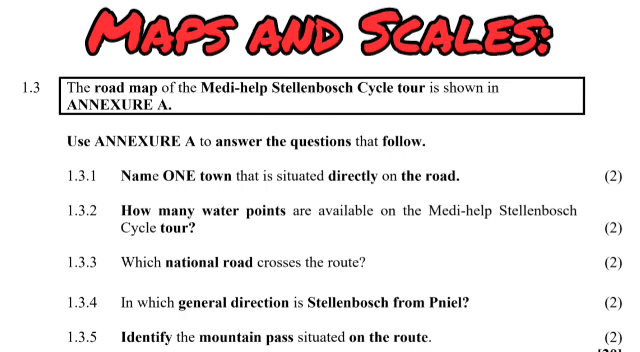 MAPS AND SCALES:
1.3 The road map of the Medi-help Stellenbosch Cycle tour is shown in
ANNEXURE A.
Use ANNEXURE A to answer the questions that follow.
1.3.1 Name ONE town that is situated directly on the road. (2)
1.3.2 How many water points are available on the Medi-help Stellenbosch
Cycle tour? (2)
1.3.3 Which national road crosses the route? (2)
1.3.4 In which general direction is Stellenbosch from Pniel? (2)
1.3.5 Identify the mountain pass situated on the route. (2)